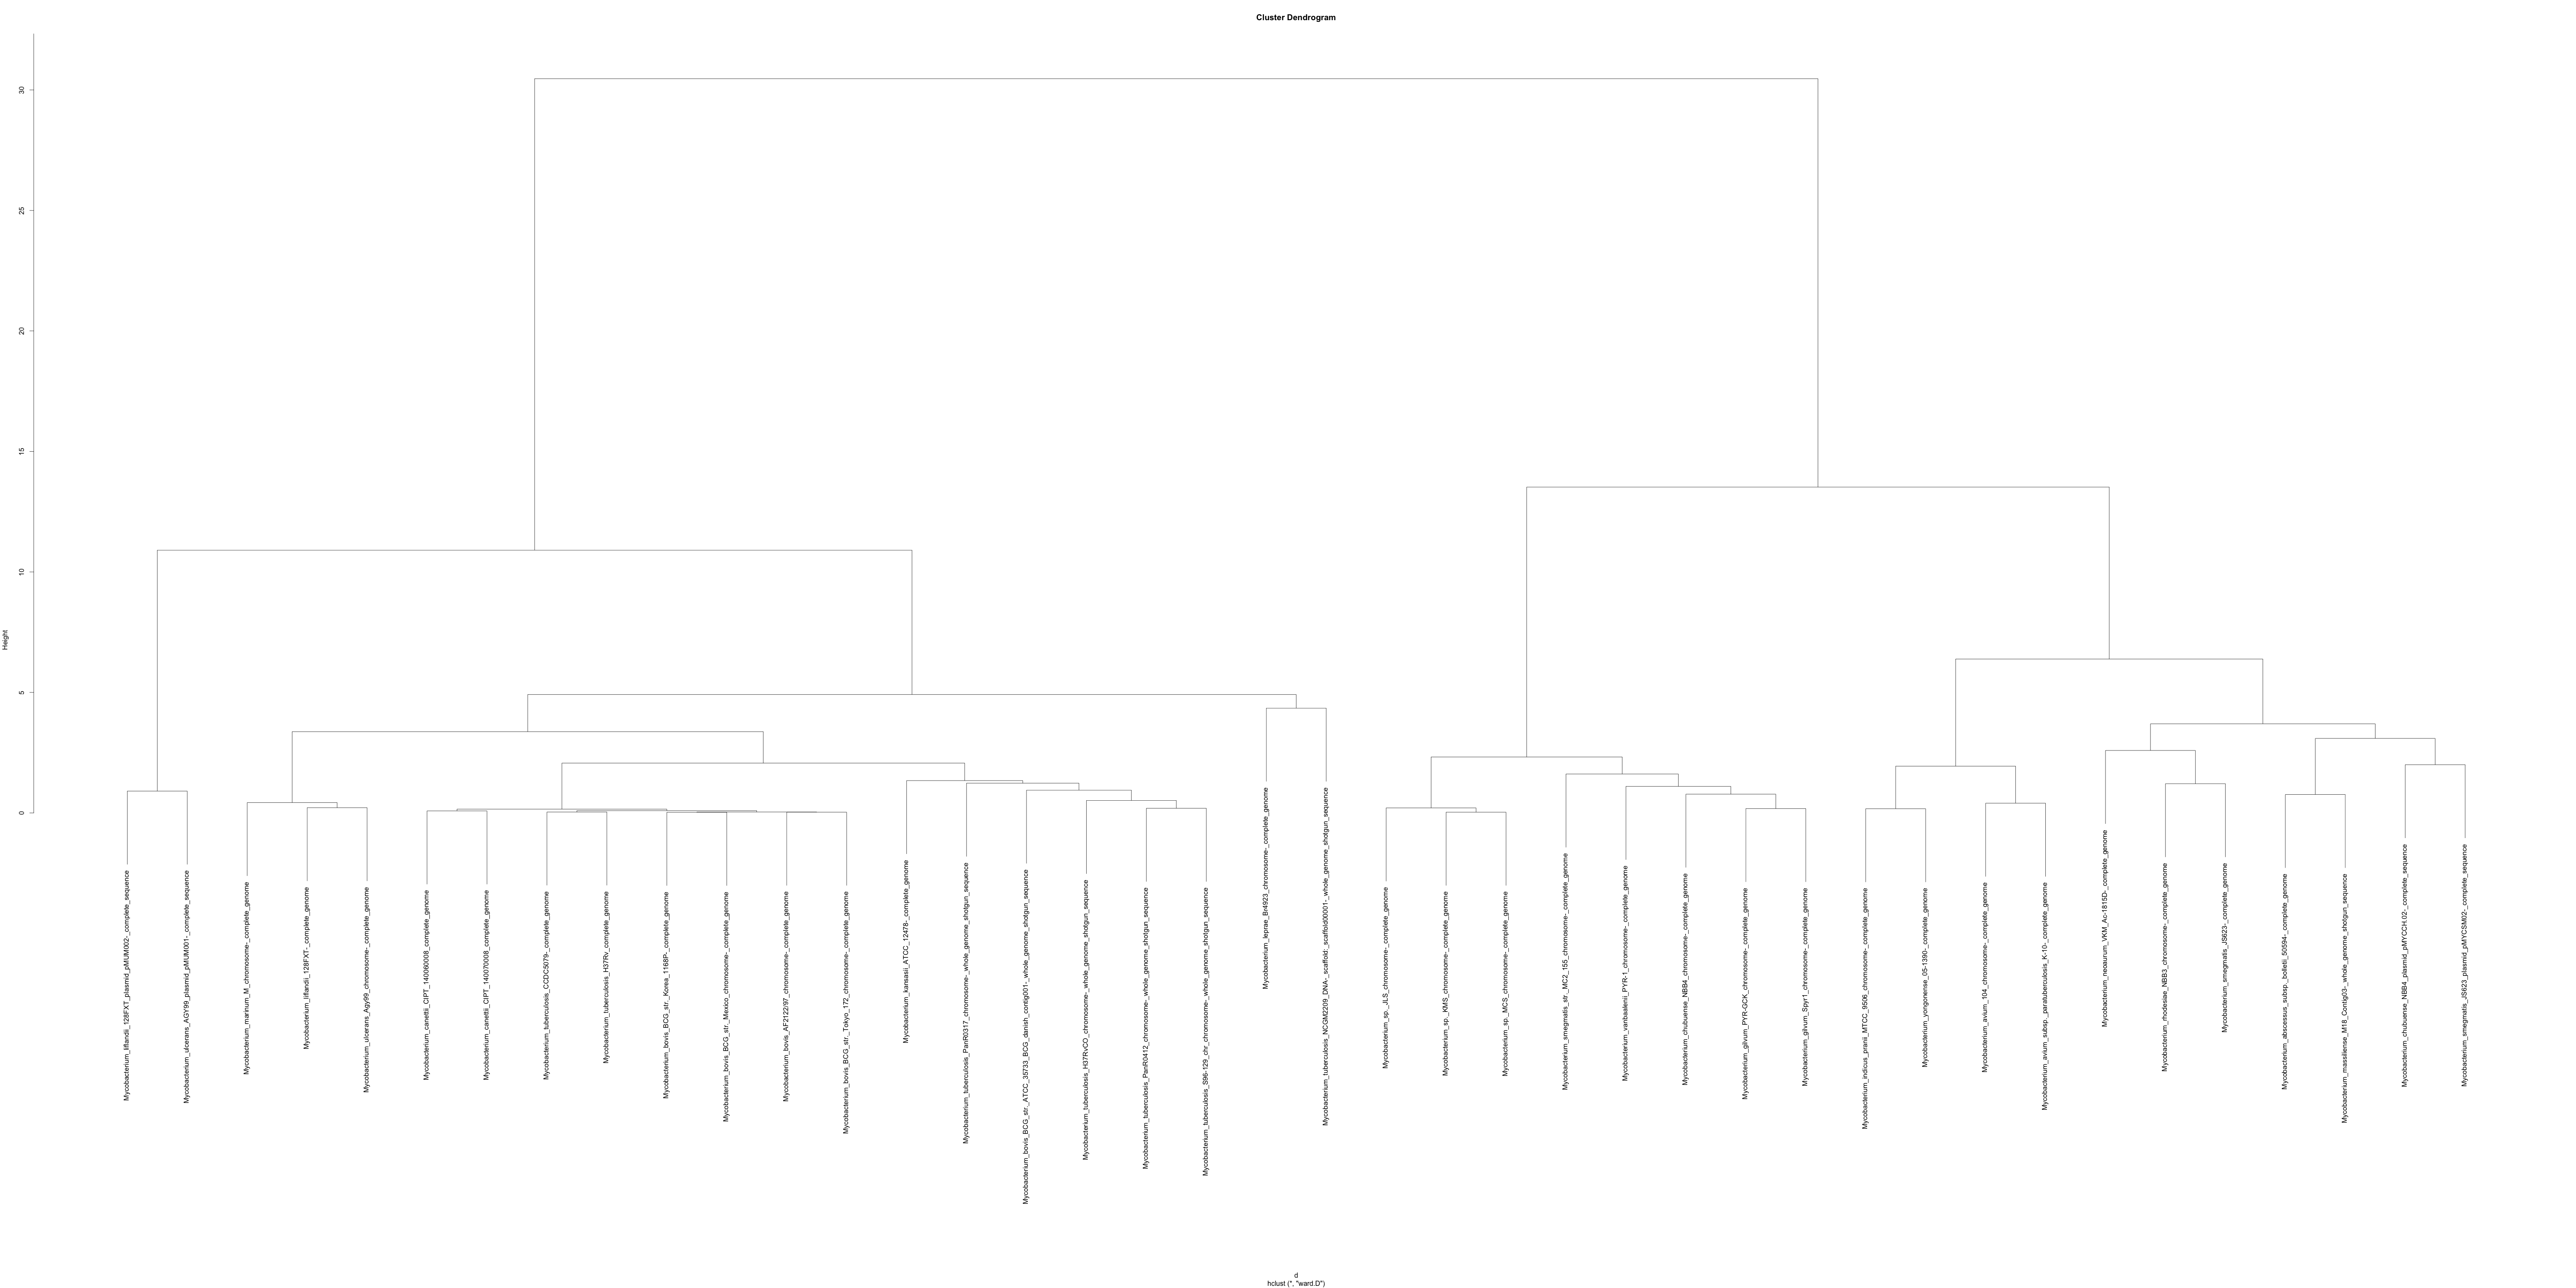 Cluster Dendrogram
Height
30
25
20
15
10
5
0
Mycobacterium_liflandii_128FXT_plasmid_pMUM002-_complete_sequence
Mycobacterium_ulcerans_AGY99_plasmid_pMUM001-_complete_sequence
Mycobacterium_marinum_M_chromosome-_complete_genome
Mycobacterium_liflandii_128FXT-_complete_genome
Mycobacterium_ulcerans_Agy99_chromosome-_complete_genome
Mycobacterium_canettii_CIPT_140060008_complete_genome
Mycobacterium_canettii_CIPT_140070008_complete_genome
Mycobacterium_tuberculosis_CCDC5079-_complete_genome
Mycobacterium_tuberculosis_H37Rv_complete_genome
Mycobacterium_bovis_BCG_str._Korea_1168P-_complete_genome
Mycobacterium_bovis_BCG_str._Mexico_chromosome-_complete_genome
Mycobacterium_bovis_AF2122/97_chromosome-_complete_genome
Mycobacterium_bovis_BCG_str._Tokyo_172_chromosome-_complete_genome
Mycobacterium_kansasii_ATCC_12478-_complete_genome
Mycobacterium_tuberculosis_PanR0317_chromosome-_whole_genome_shotgun_sequence
Mycobacterium_bovis_BCG_str._ATCC_35733_BCG_danish_contig001-_whole_genome_shotgun_sequence
Mycobacterium_tuberculosis_H37RvCO_chromosome-_whole_genome_shotgun_sequence
Mycobacterium_tuberculosis_PanR0412_chromosome-_whole_genome_shotgun_sequence
Mycobacterium_tuberculosis_S96-129_chr_chromosome-_whole_genome_shotgun_sequence
Mycobacterium_leprae_Br4923_chromosome-_complete_genome
Mycobacterium_tuberculosis_NCGM2209_DNA-_scaffold:_scaffold00001-_whole_genome_shotgun_sequence
Mycobacterium_sp._JLS_chromosome-_complete_genome
Mycobacterium_sp._KMS_chromosome-_complete_genome
Mycobacterium_sp._MCS_chromosome-_complete_genome
Mycobacterium_smegmatis_str._MC2_155_chromosome-_complete_genome
Mycobacterium_vanbaalenii_PYR-1_chromosome-_complete_genome
Mycobacterium_chubuense_NBB4_chromosome-_complete_genome
Mycobacterium_gilvum_PYR-GCK_chromosome-_complete_genome
Mycobacterium_gilvum_Spyr1_chromosome-_complete_genome
Mycobacterium_indicus_pranii_MTCC_9506_chromosome-_complete_genome
Mycobacterium_yongonense_05-1390-_complete_genome
Mycobacterium_avium_104_chromosome-_complete_genome
Mycobacterium_avium_subsp._paratuberculosis_K-10-_complete_genome
Mycobacterium_neoaurum_VKM_Ac-1815D-_complete_genome
Mycobacterium_rhodesiae_NBB3_chromosome-_complete_genome
Mycobacterium_smegmatis_JS623-_complete_genome
Mycobacterium_abscessus_subsp._bolletii_50594-_complete_genome
Mycobacterium_massiliense_M18_Contig03-_whole_genome_shotgun_sequence
Mycobacterium_chubuense_NBB4_plasmid_pMYCCH.02-_complete_sequence
Mycobacterium_smegmatis_JS623_plasmid_pMYCSM02-_complete_sequence
d
hclust (*, "ward.D")